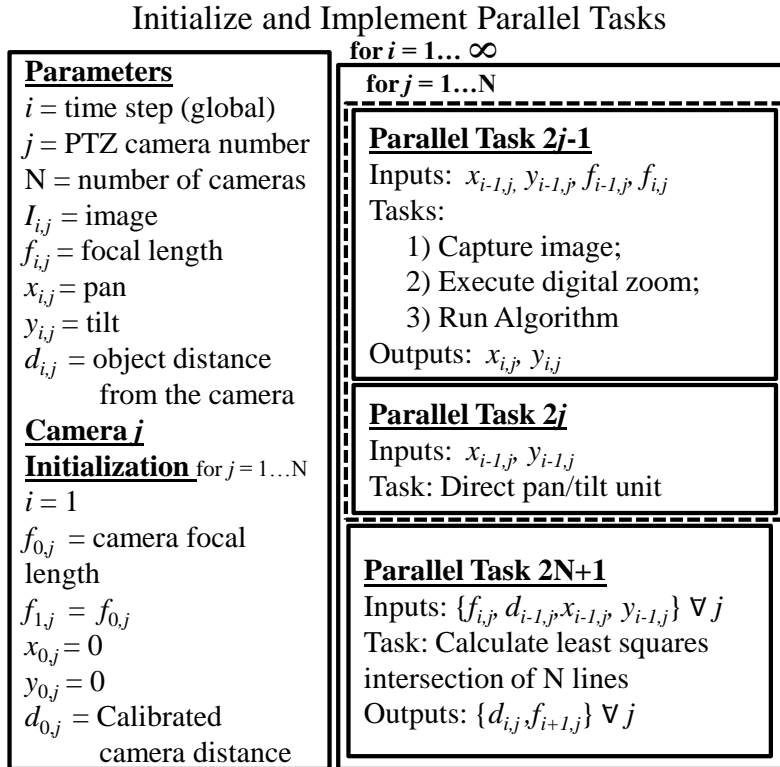 Initialize and Implement Parallel Tasks
Parameters
i = time step (global)
j = PTZ camera number
N = number of cameras
I_{i,j} = image
f_{i,j} = focal length
x_{i,j} = pan
y_{i,j} = tilt
d_{i,j} = object distance
from the camera
Camera j
Initialization for j = 1…N
i = 1
f_{0,j} = camera focal
length
f_{1,j} = f_{0,j}
x_{0,j} = 0
y_{0,j} = 0
d_{0,j} = Calibrated
camera distance
for i = 1… ∞
for j = 1…N
Parallel Task 2j-1
Inputs: x_{i-1,j}, y_{i-1,j}, f_{i-1,j}, f_{i,j}
Tasks:
1) Capture image;
2) Execute digital zoom;
3) Run Algorithm
Outputs: x_{i,j}, y_{i,j}
Parallel Task 2j
Inputs: x_{i-1,j}, y_{i-1,j}
Task: Direct pan/tilt unit
Parallel Task 2N+1
Inputs: {f_{i,j}, d_{i-1,j}, x_{i-1,j}, y_{i-1,j}} ∀ j
Task: Calculate least squares
intersection of N lines
Outputs: {d_{i,j}, f_{i+1,j}} ∀ j